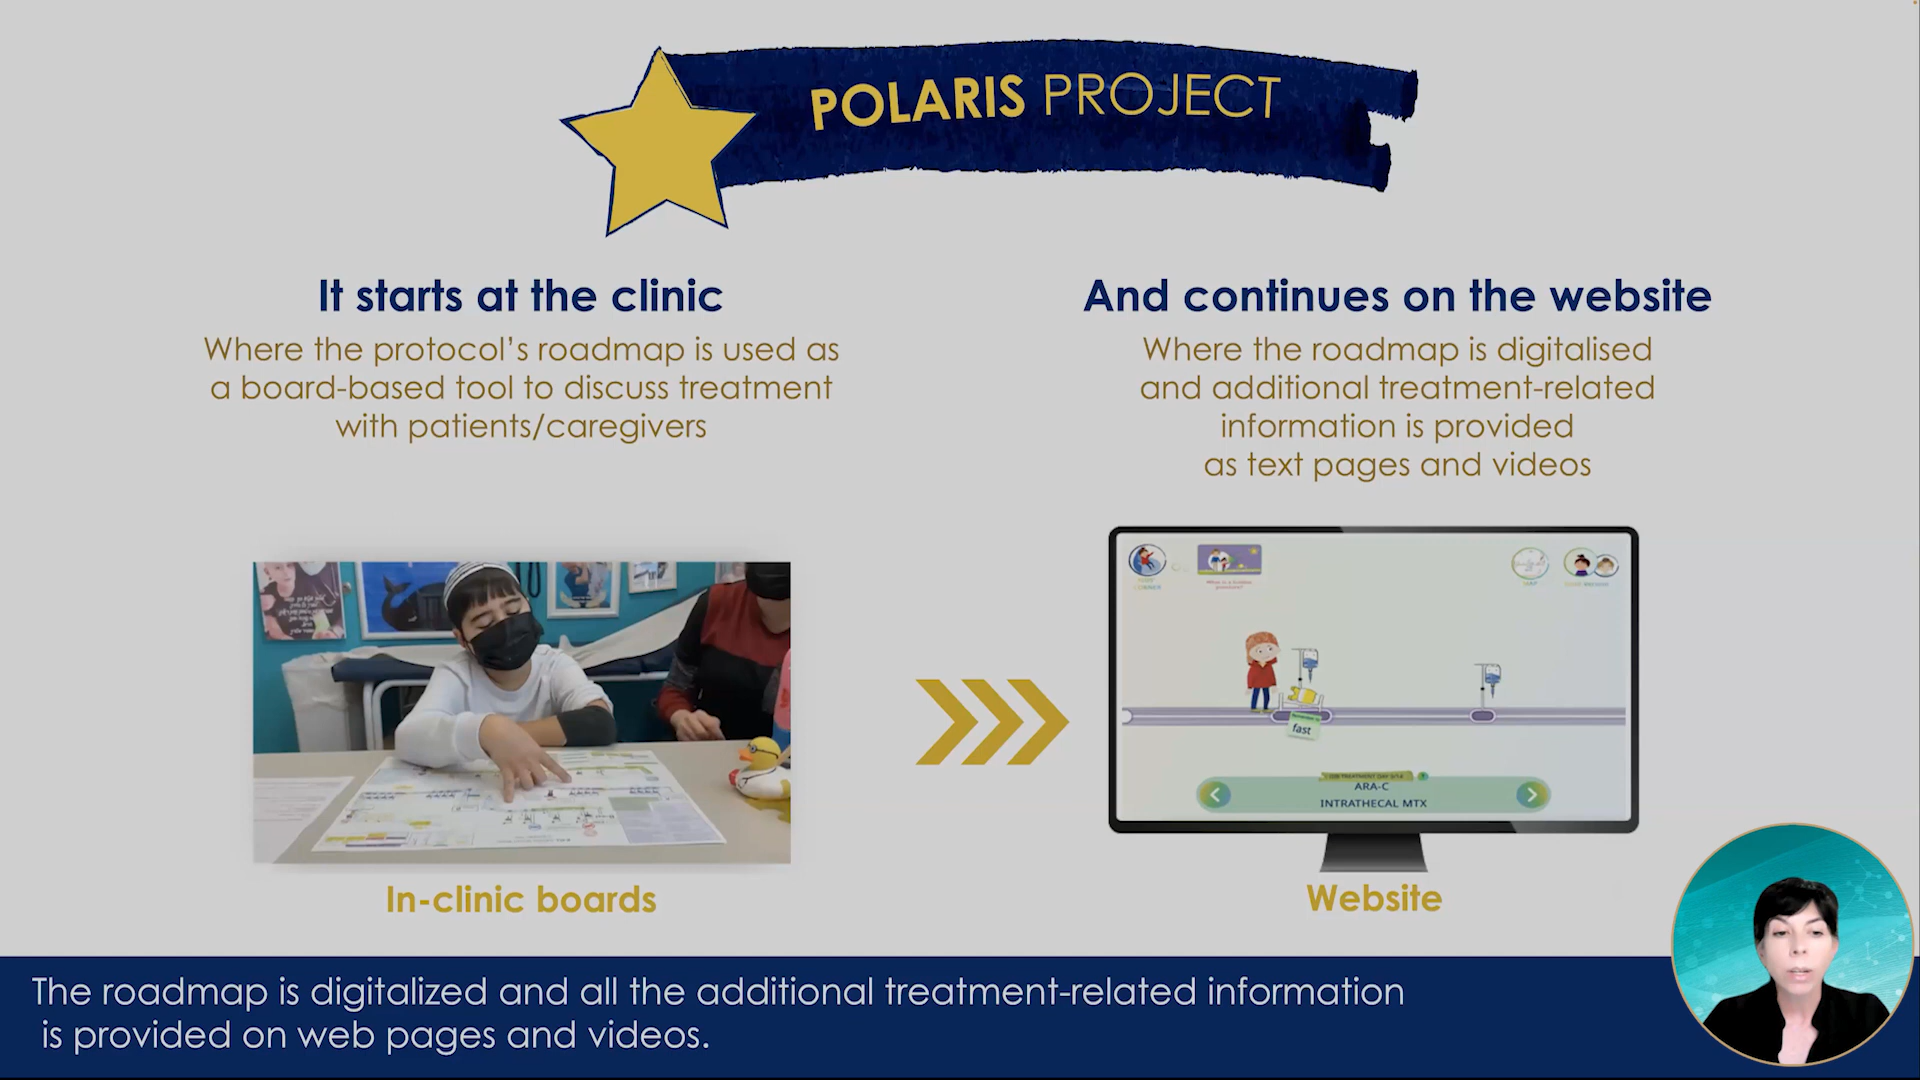 POLARIS PROJECT
It starts at the clinic
Where the protocol's roadmap is used as
a board-based tool to discuss treatment
with patients/caregivers
And continues on the website
Where the roadmap is digitalised
and additional treatment-related
information is provided
as text pages and videos
MAP
fast
ARA-C
INTRATHECAL MTX
In-clinic boards
Website
The roadmap is digitalized and all the additional treatment-related information
is provided on web pages and videos.